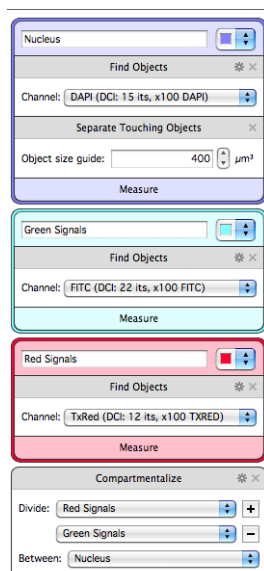 Nucleus
Find Objects
Channel: DAPI (DCI: 15 its, x100 DAPI)
Separate Touching Objects
Object size guide: 400 µm³
Measure
Green Signals
Find Objects
Channel: FITC (DCI: 22 its, x100 FITC)
Measure
Red Signals
Find Objects
Channel: TxRed (DCI: 12 its, x100 TXRED)
Measure
Compartmentalize
Divide: Red Signals
Green Signals
Between: Nucleus